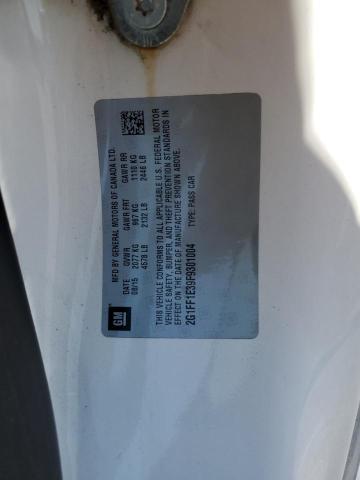 MFD BY GENERAL MOTORS OF CANADA LTD.
DATE GVWR GAWR FRT GAWR RR
08/15 2077 KG 967 KG 1110 KG
4578 LB 2132 LB 2446 LB
THIS VEHICLE CONFORMS TO ALL APPLICABLE U.S. FEDERAL MOTOR
VEHICLE SAFETY, BUMPER, AND THEFT PREVENTION STANDARDS IN
EFFECT ON THE DATE OF MANUFACTURE SHOWN ABOVE.
2G1FF1E39F9301004 TYPE: PASS CAR
GM